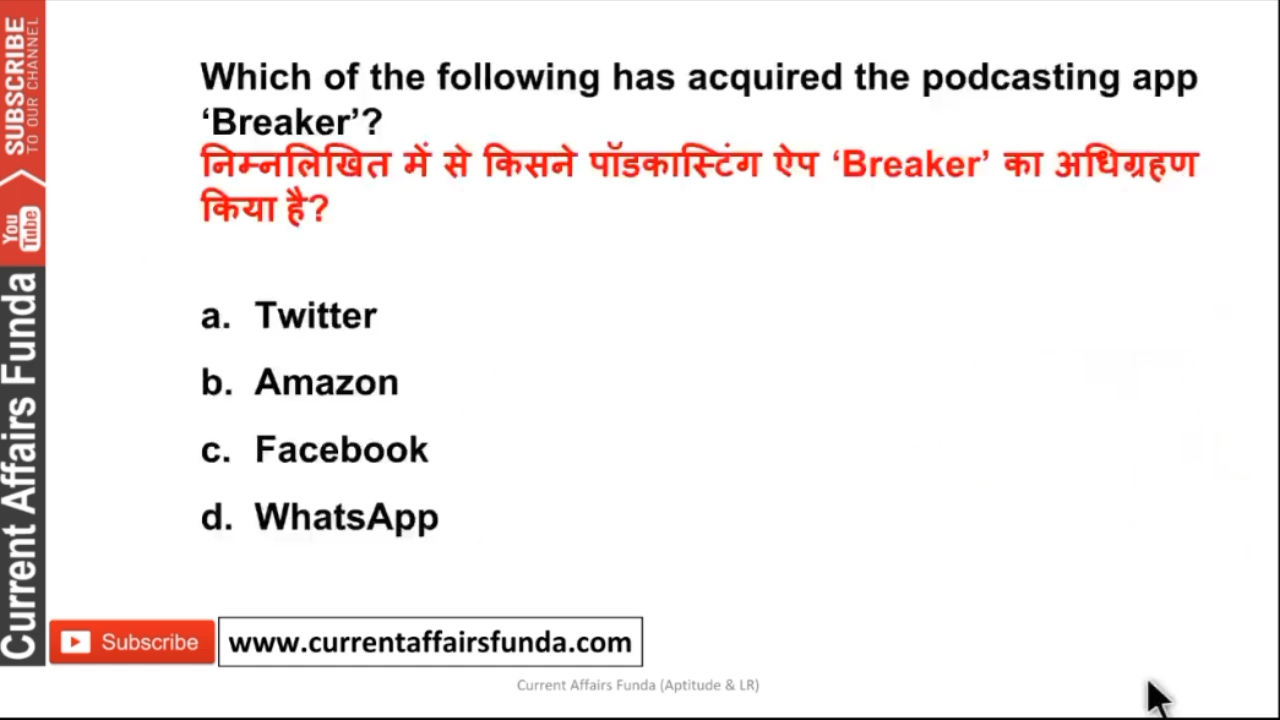 Which of the following has acquired the podcasting app
‘Breaker’?
निम्नलिखित में से किसने पॉडकास्टिंग ऐप ‘Breaker’ का अधिग्रहण
किया है?
a. Twitter
b. Amazon
c. Facebook
d. WhatsApp
SUBSCRIBE
TO OUR CHANNEL
You
Tube
Current Affairs Funda
Subscribe
www.currentaffairsfunda.com
Current Affairs Funda (Aptitude & LR)